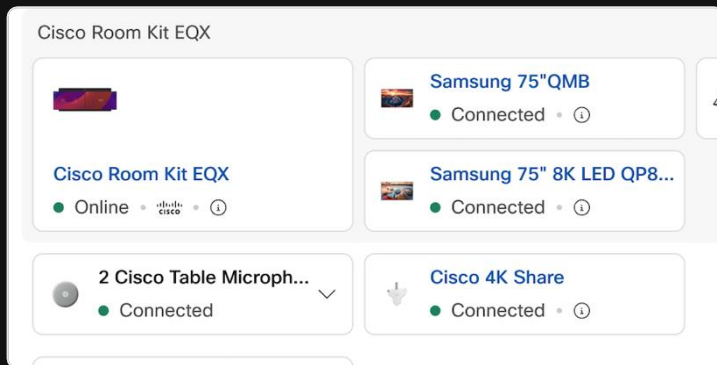 Cisco Room Kit EQX
Cisco Room Kit EQX
Online
CISCO
Samsung 75"QMB
Connected
Samsung 75" 8K LED QP8...
Connected
2 Cisco Table Microph...
Connected
Cisco 4K Share
Connected